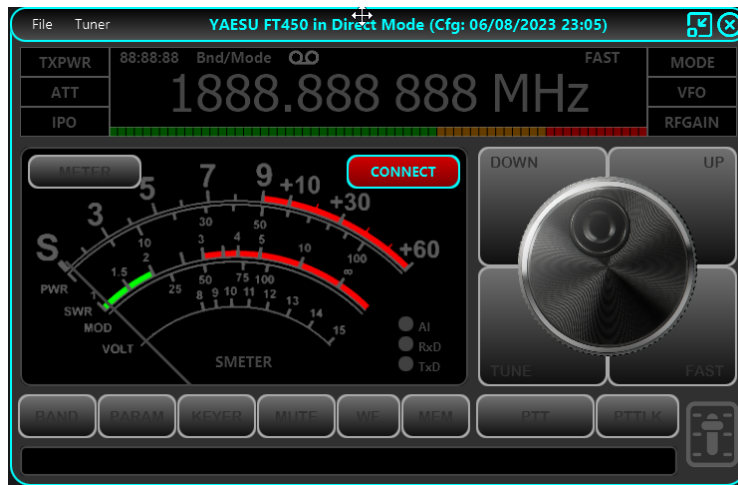 File Tuner YAESU FT450 in Direct Mode (Cfg: 06/08/2023 23:05)
TXPWR 88:88:88 Bnd/Mode FAST MODE
ATT 1888.888 888 MHz VFO
IPO RFGAIN
METER CONNECT DOWN UP
S 3 5 7 9 +10 +30 +60
PWR 10 30 50 100
SWR 1 1.5 2 3 4 5 10 ∞
MOD 25 50 75 100
VOLT 8 9 10 11 12 13 14 15
AI
RxD
TxD
SMETER
TUNE FAST
BAND PARAM KEYER MUTE WF MEM PTT PTTLK